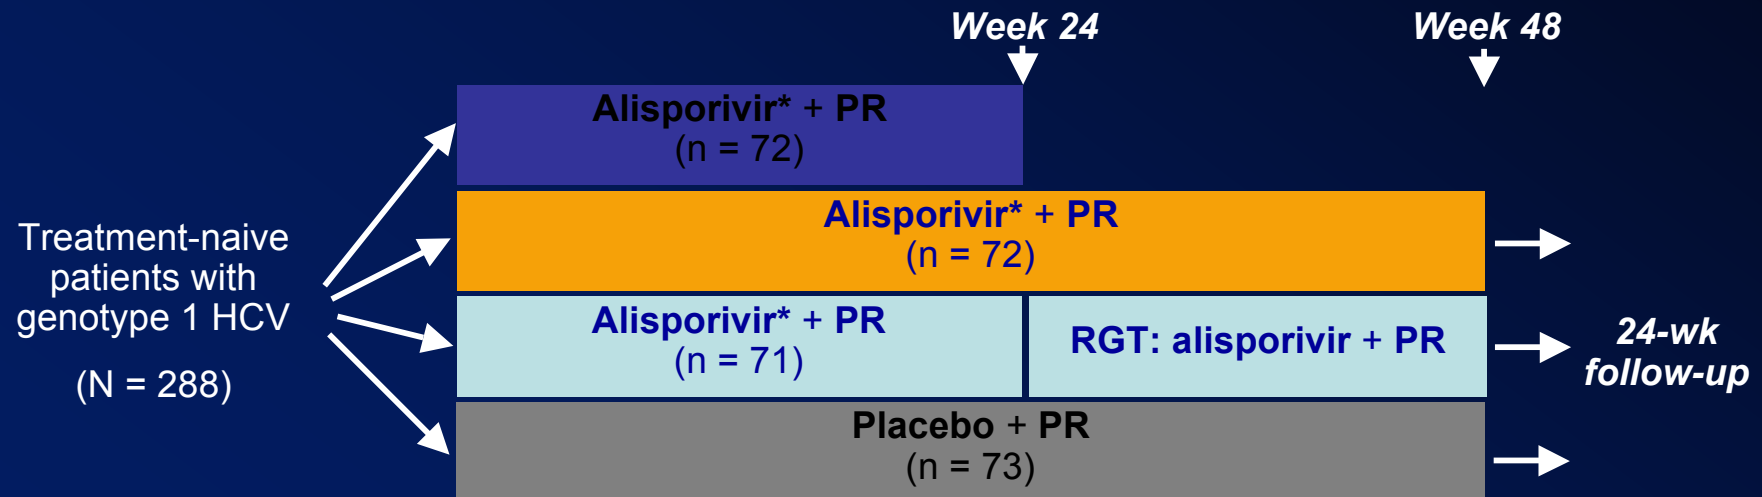 Week 24
Week 48
Alisporivir* + PR
(n = 72)
Alisporivir* + PR
(n = 72)
Treatment-naive
patients with
genotype 1 HCV
(N = 288)
Alisporivir* + PR
(n = 71)
RGT: alisporivir + PR
24-wk
follow-up
Placebo + PR
(n = 73)